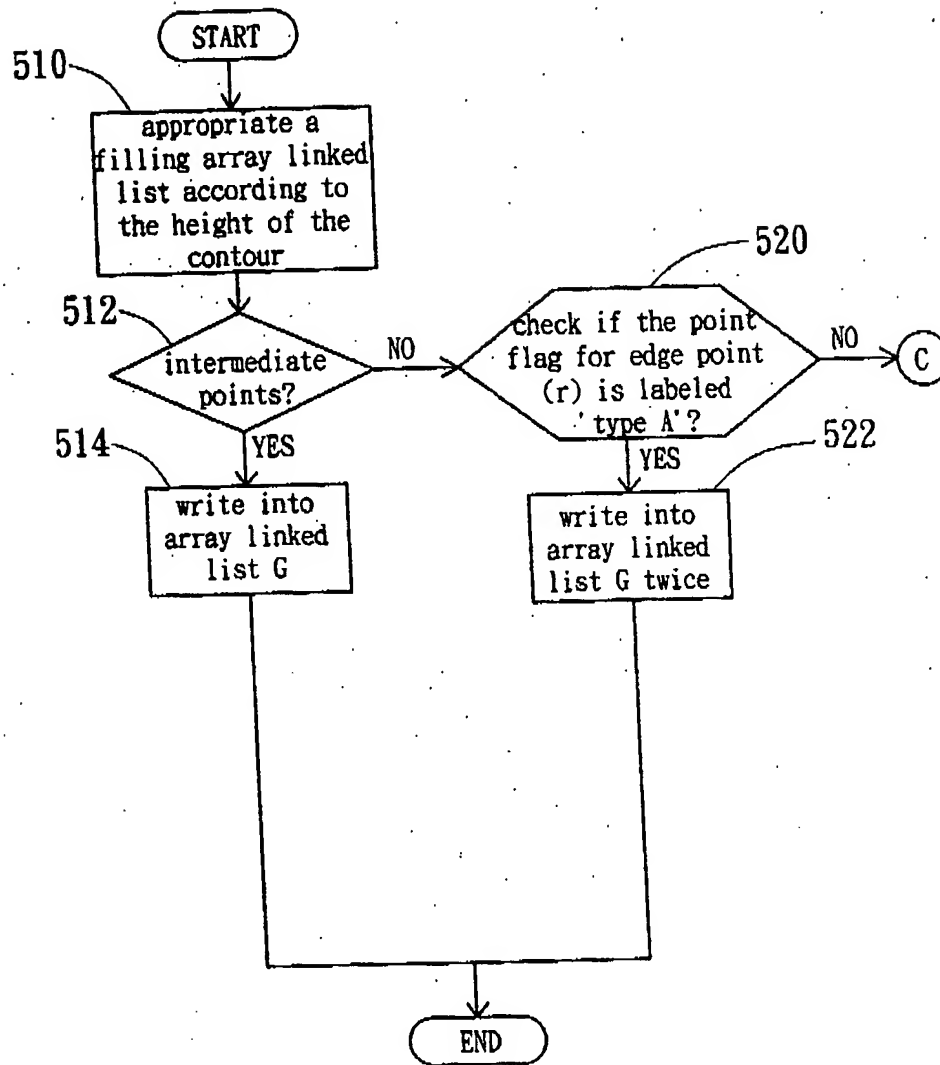 START
510
appropriate a
filling array linked
list according to
the height of the
contour
512
intermediate
points?
NO
YES
520
check if the point
flag for edge point
(r) is labeled
'type A'?
NO
C
YES
514
write into
array linked
list G
522
write into
array linked
list G twice
END